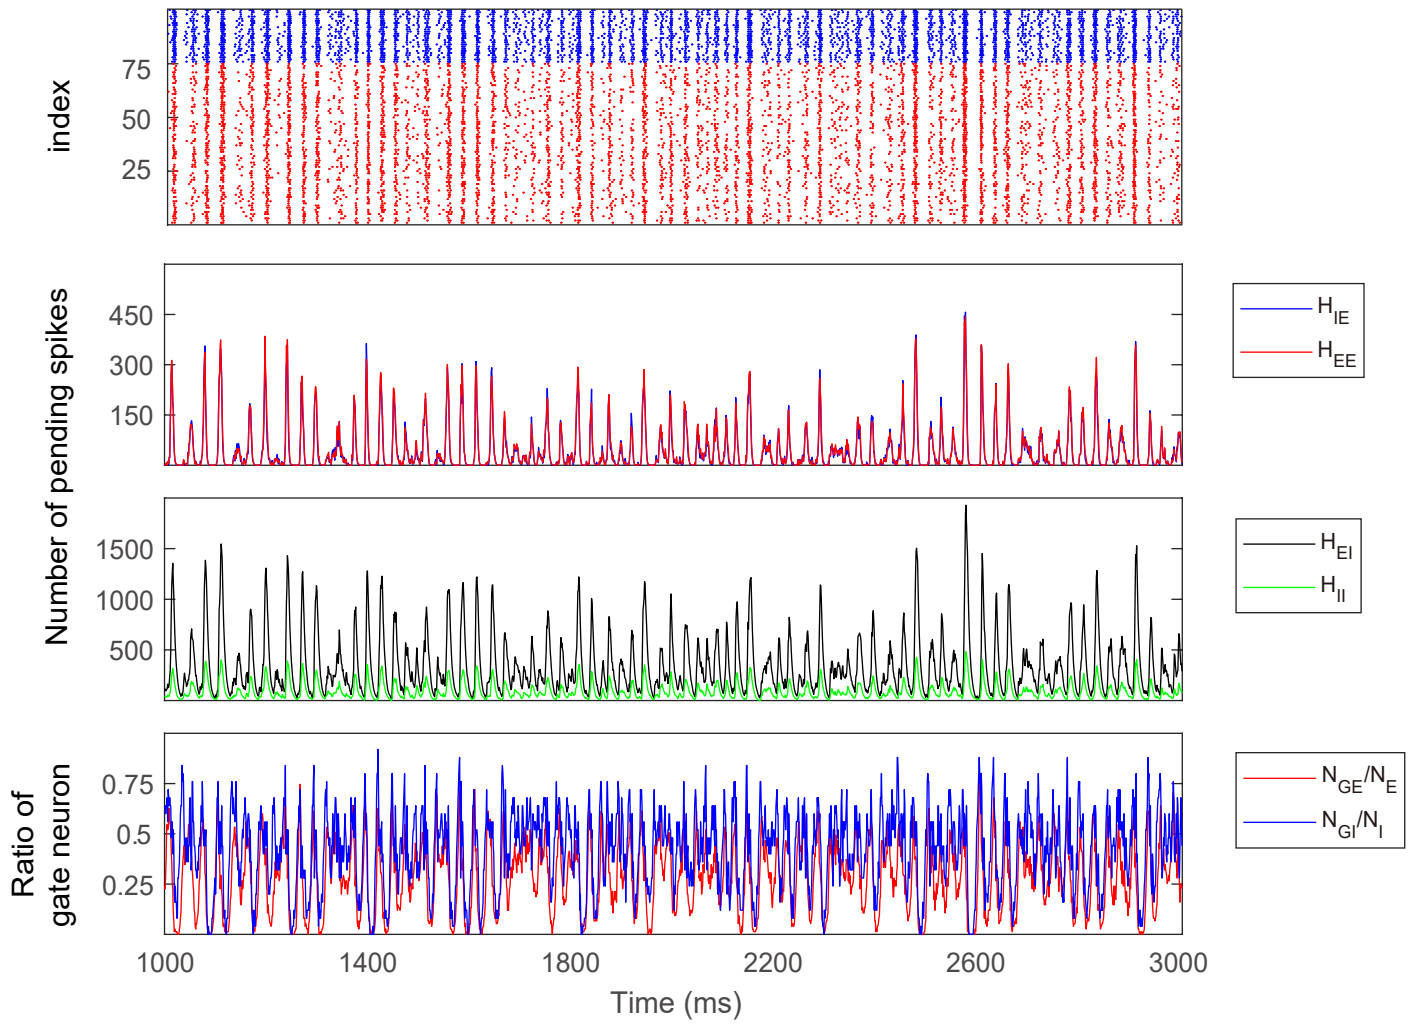 index
75
50
25
Number of pending spikes
450
300
150
H_IE
H_EE
1500
1000
500
H_EI
H_II
Ratio of
gate neuron
0.75
0.5
0.25
N_GE/N_E
N_GI/N_I
1000 1400 1800 2200 2600 3000
Time (ms)